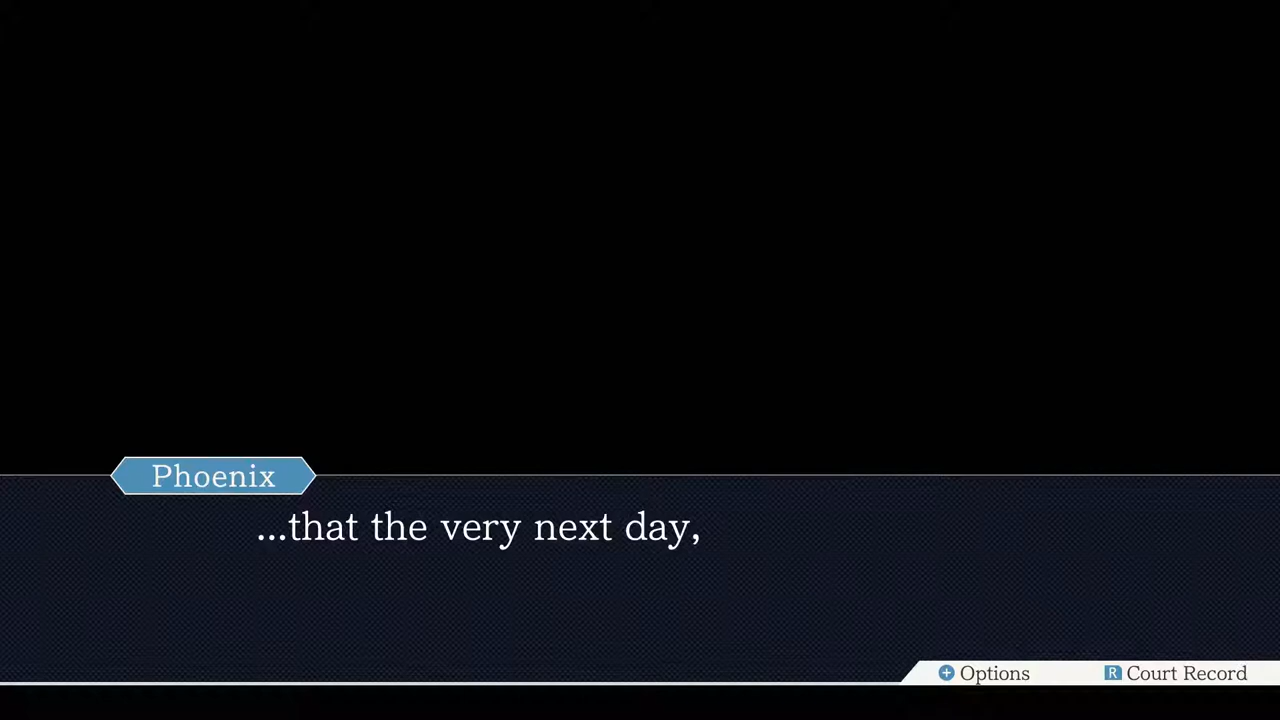 Phoenix
...that the very next day,
+ Options
R Court Record